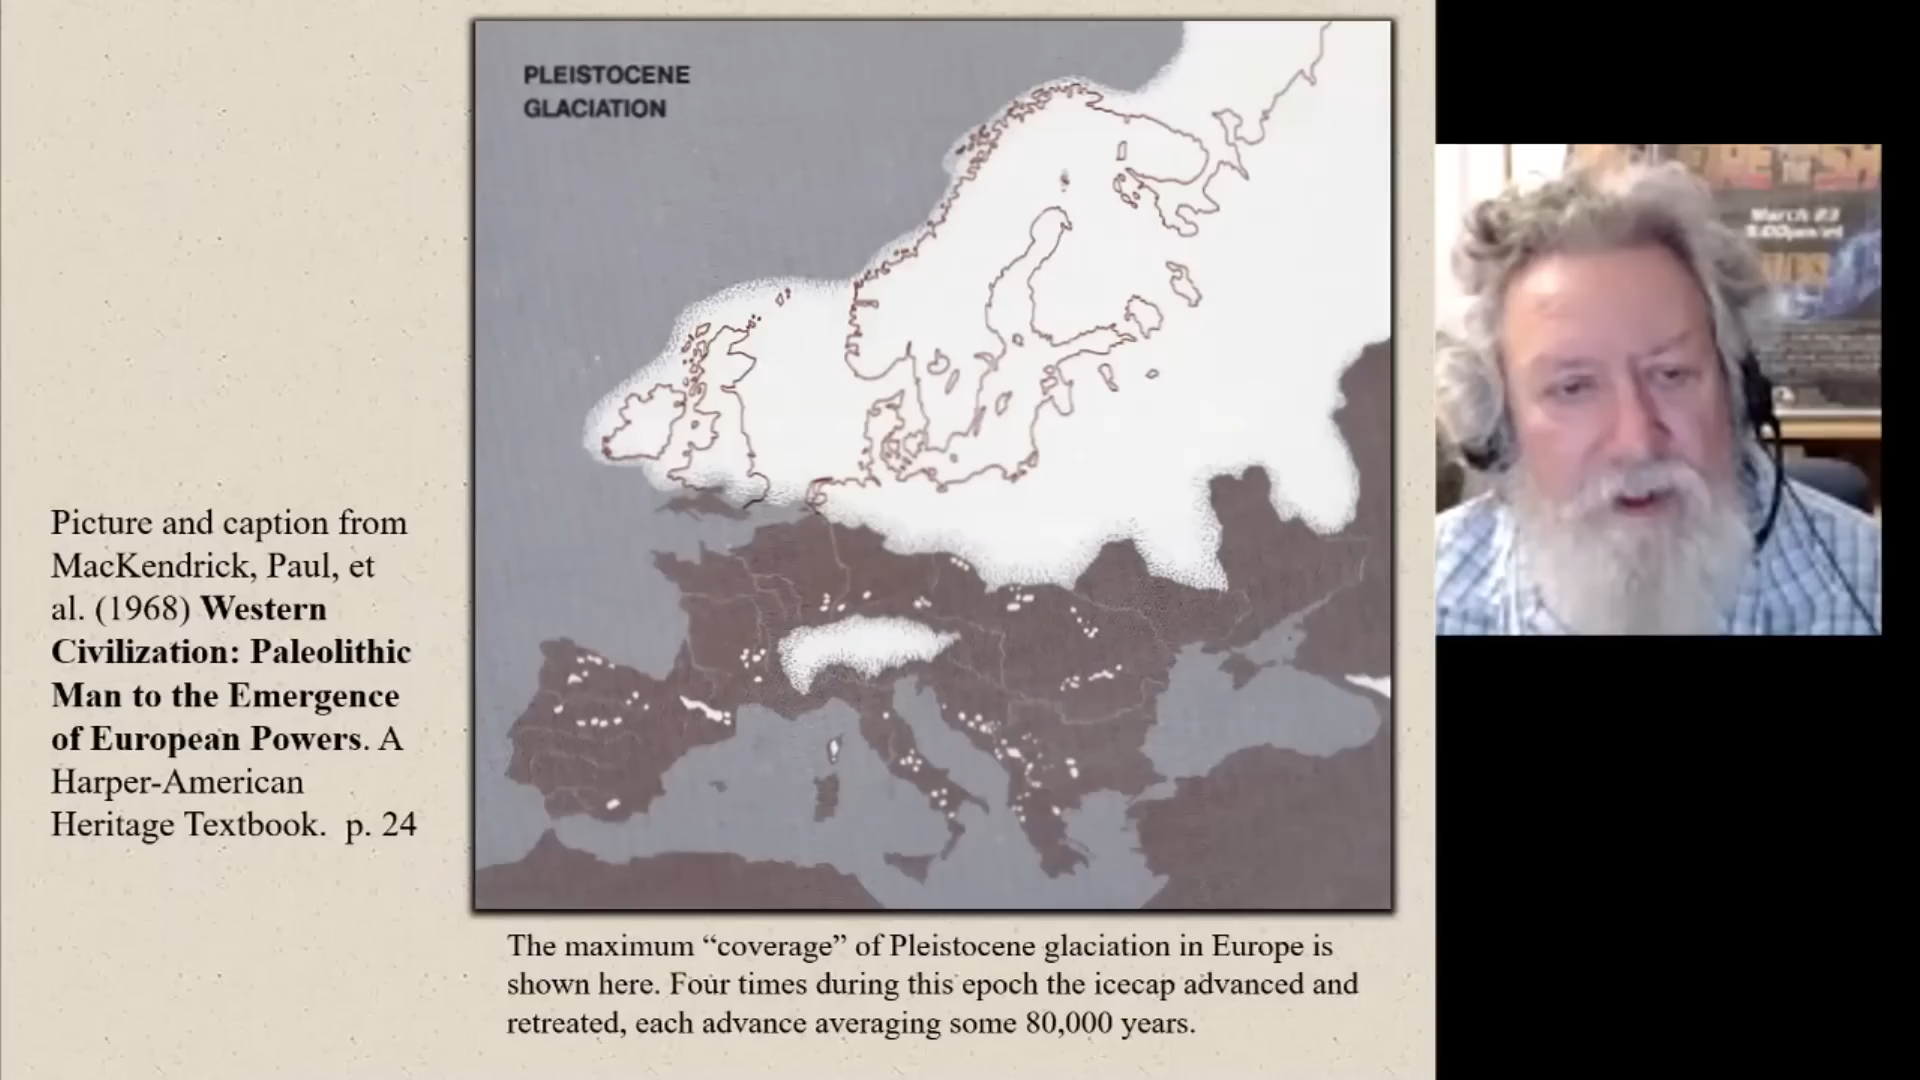 PLEISTOCENE
GLACIATION
Picture and caption from
MacKendrick, Paul, et
al. (1968) Western
Civilization: Paleolithic
Man to the Emergence
of European Powers. A
Harper-American
Heritage Textbook. p. 24
The maximum “coverage” of Pleistocene glaciation in Europe is
shown here. Four times during this epoch the icecap advanced and
retreated, each advance averaging some 80,000 years.
March 23